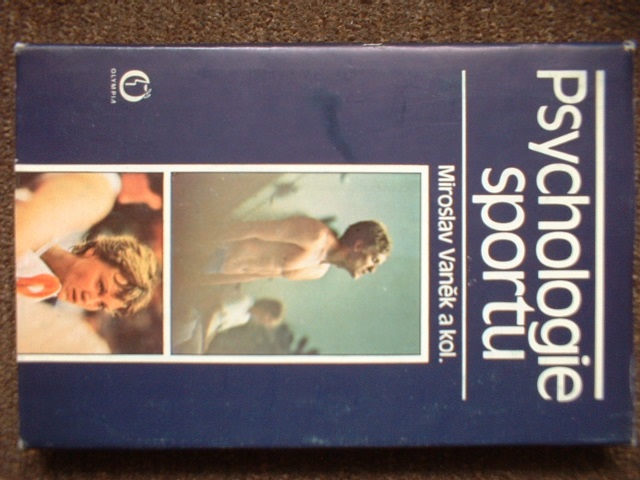 Psychologie
sportu
Miroslav Vaněk a kol.
OLYMPIA